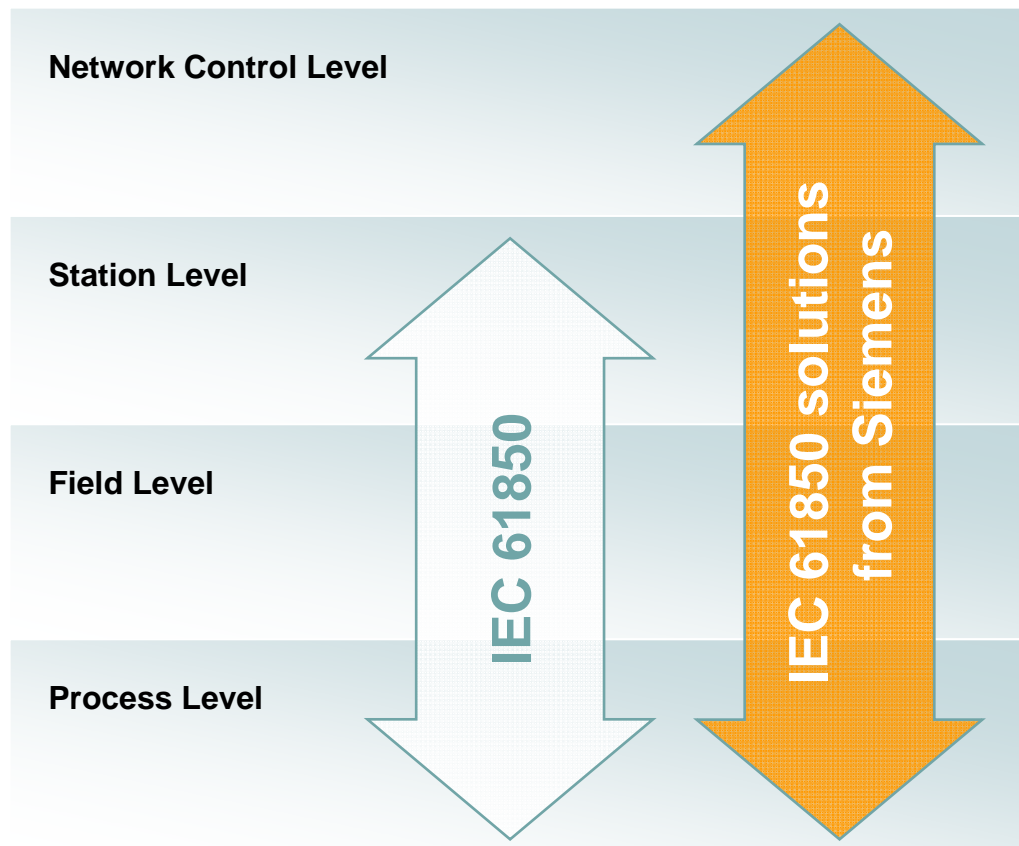 Network Control Level
Station Level
Field Level
Process Level
IEC 61850
IEC 61850 solutions
from Siemens